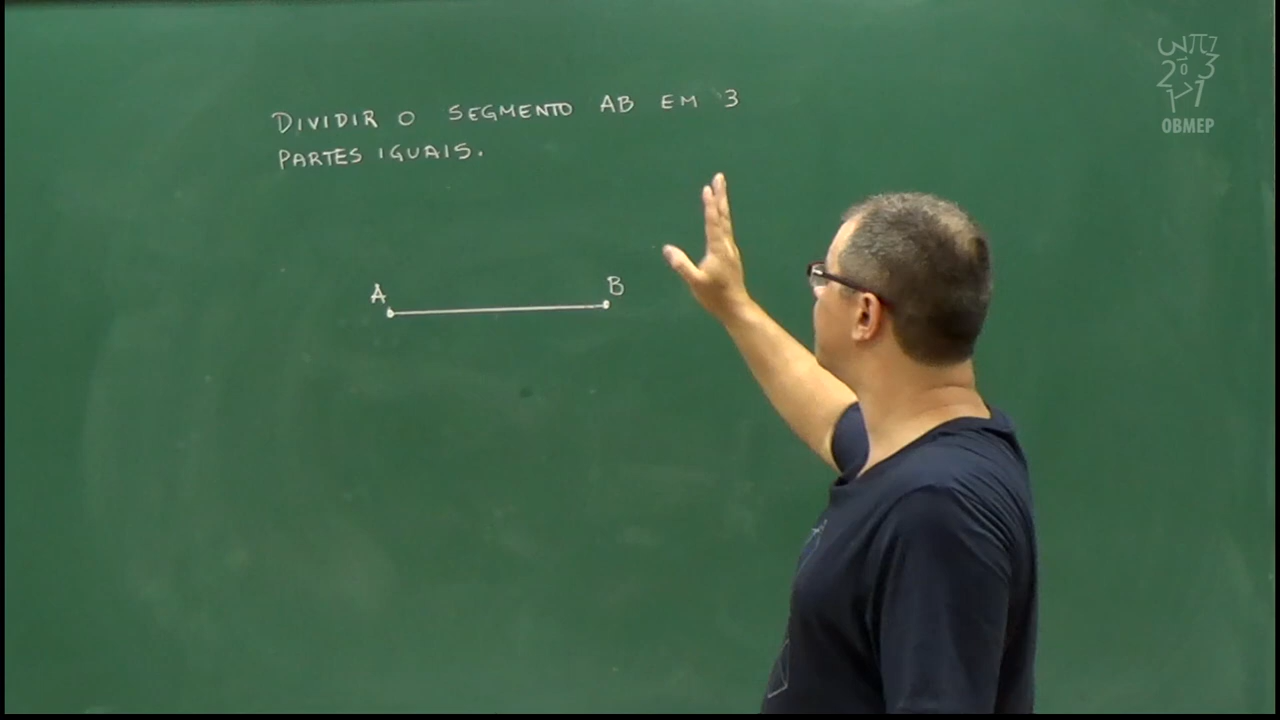 DIVIDIR O SEGMENTO AB EM 3
PARTES IGUAIS.
A
B
OBMEP